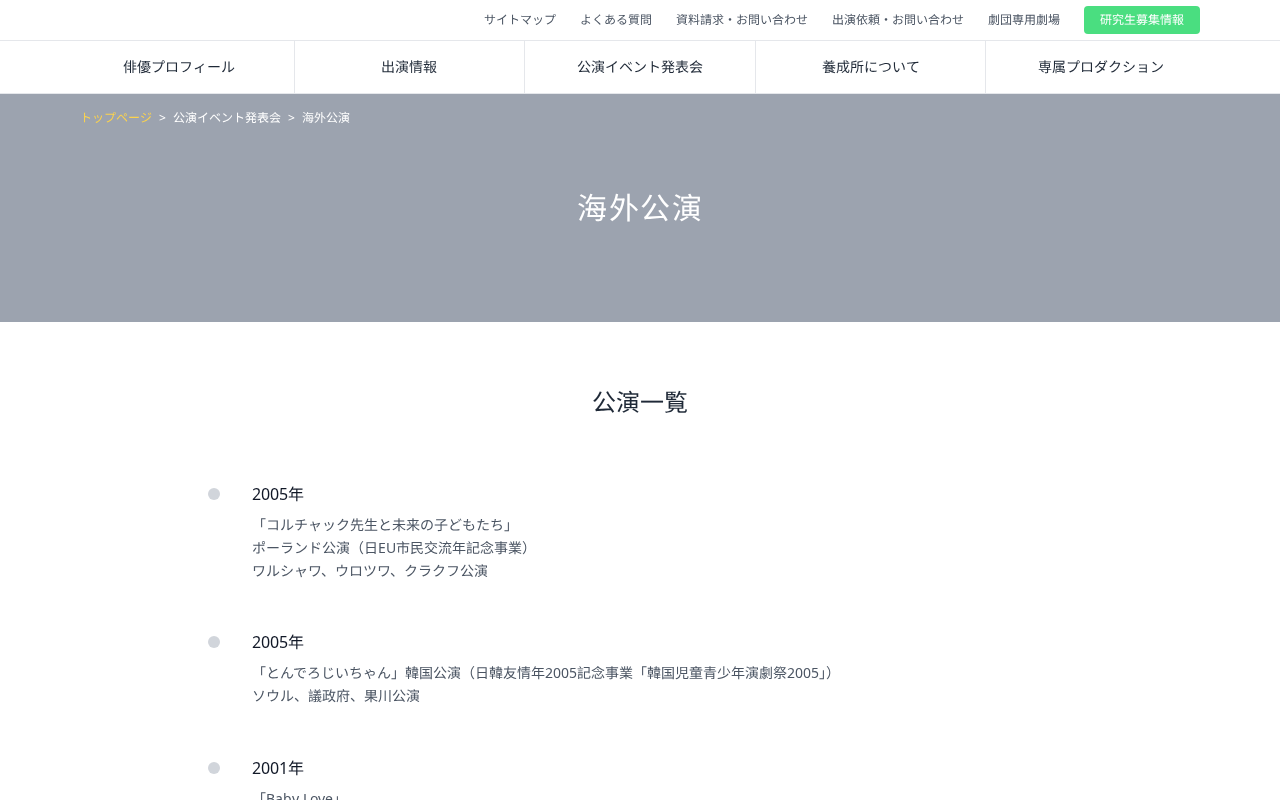 サイトマップ よくある質問 資料請求・お問い合わせ 出演依頼・お問い合わせ 劇団専用劇場 研究生募集情報
俳優プロフィール 出演情報 公演イベント発表会 養成所について 専属プロダクション
トップページ > 公演イベント発表会 > 海外公演
海外公演
公演一覧
2005年
「コルチャック先生と未来の子どもたち」
ポーランド公演（日EU市民交流年記念事業）
ワルシャワ、ウロツワ、クラクフ公演
2005年
「とんでろじいちゃん」韓国公演（日韓友情年2005記念事業「韓国児童青少年演劇祭2005」）
ソウル、議政府、果川公演
2001年
「Baby Love」